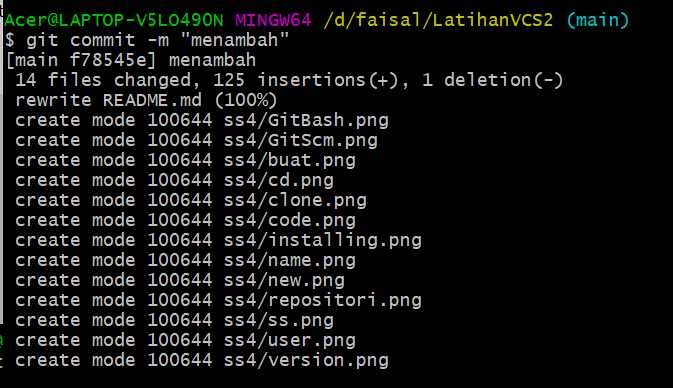 Acer@LAPTOP-V5LO490N MINGW64 /d/faisal/LatihanVCS2 (main)
$ git commit -m "menambah"
[main f78545e] menambah
14 files changed, 125 insertions(+), 1 deletion(-)
rewrite README.md (100%)
create mode 100644 ss4/GitBash.png
create mode 100644 ss4/GitScm.png
create mode 100644 ss4/buat.png
create mode 100644 ss4/cd.png
create mode 100644 ss4/clone.png
create mode 100644 ss4/code.png
create mode 100644 ss4/installing.png
create mode 100644 ss4/name.png
create mode 100644 ss4/new.png
create mode 100644 ss4/repositori.png
create mode 100644 ss4/ss.png
create mode 100644 ss4/user.png
create mode 100644 ss4/version.png